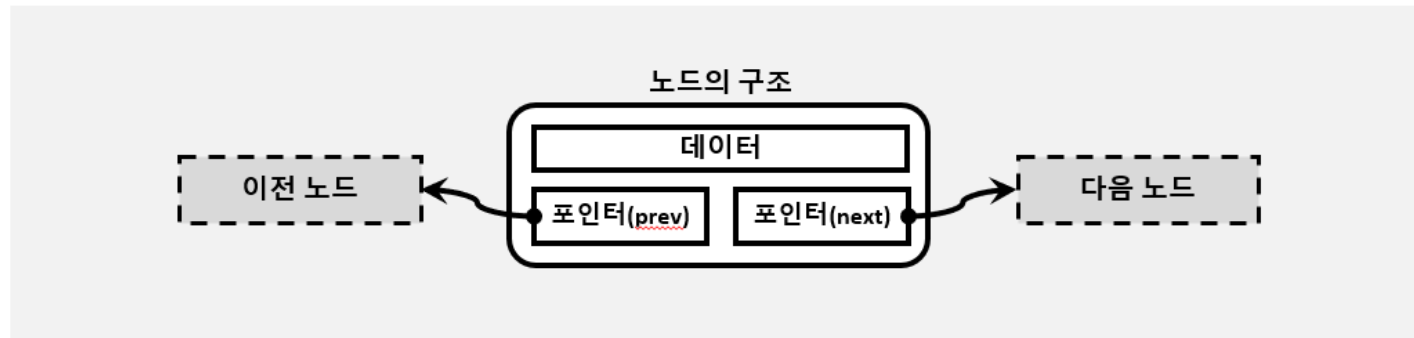 노드의 구조
데이터
이전 노드
포인터(prev)
포인터(next)
다음 노드